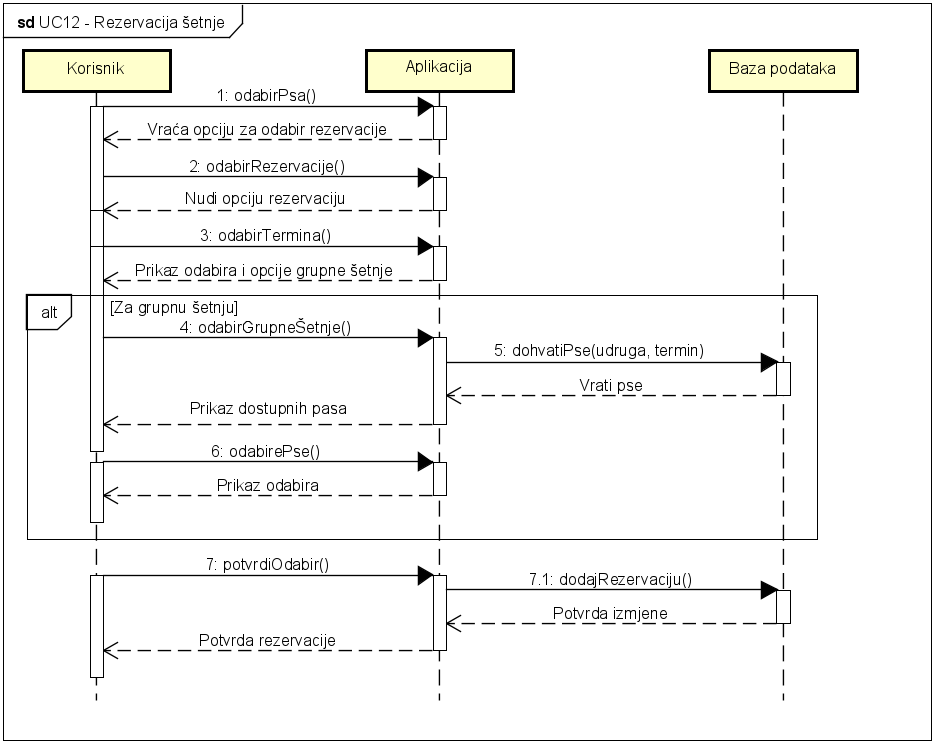 sd UC12 - Rezervacija šetnje
Korisnik
Aplikacija
Baza podataka
1: odabirPsa()
Vraća opciju za odabir rezervacije
2: odabirRezervacije()
Nudi opciju rezervaciju
3: odabirTermina()
Prikaz odabira i opcije grupne šetnje
alt
[Za grupnu šetnju]
4: odabirGrupneŠetnje()
5: dohvatiPse(udruga, termin)
Vrati pse
Prikaz dostupnih pasa
6: odabirePse()
Prikaz odabira
7: potvrdiOdabir()
7.1: dodajRezervaciju()
Potvrda izmjene
Potvrda rezervacije